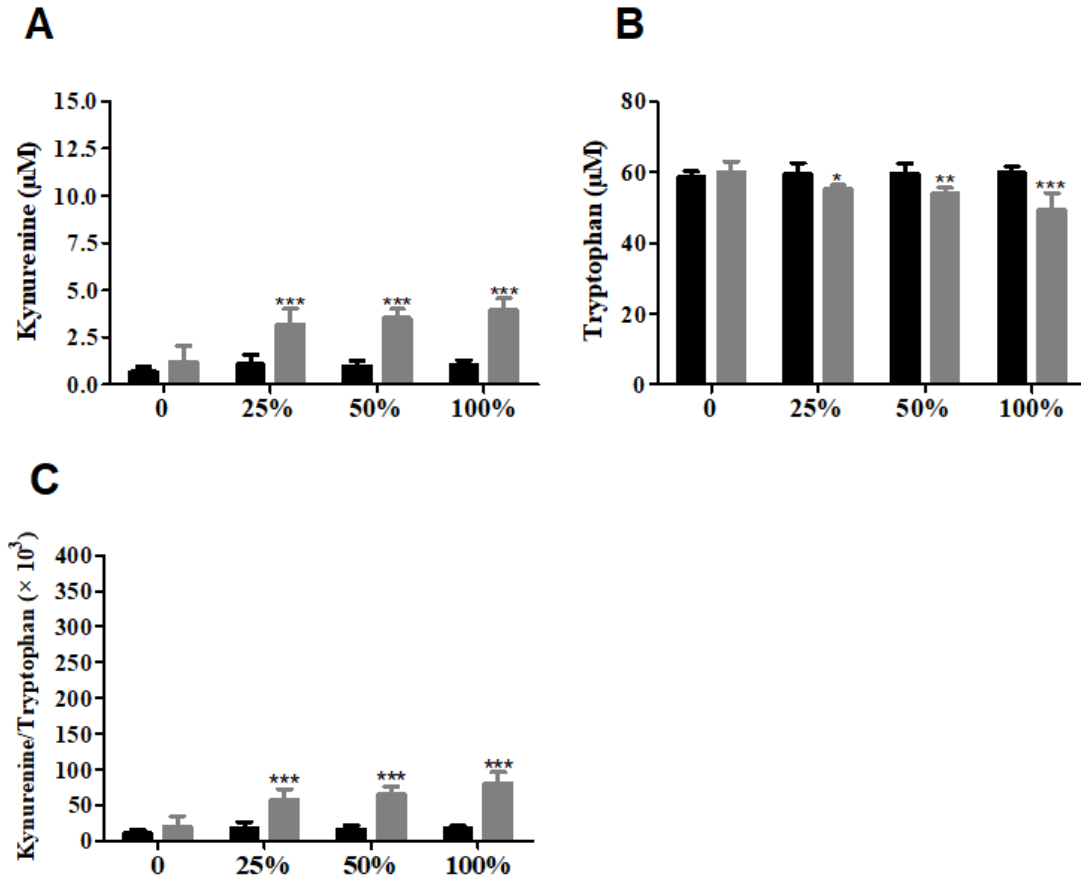 A
Kynurenine (µM)
15.0
12.5
10.0
7.5
5.0
2.5
0.0
*** *** ***
0 25% 50% 100%
B
Tryptophan (µM)
80
60
40
20
0
* ** ***
0 25% 50% 100%
C
Kynurenine/Tryptophan (× 10³)
400
350
300
250
200
150
100
50
0
*** *** ***
0 25% 50% 100%